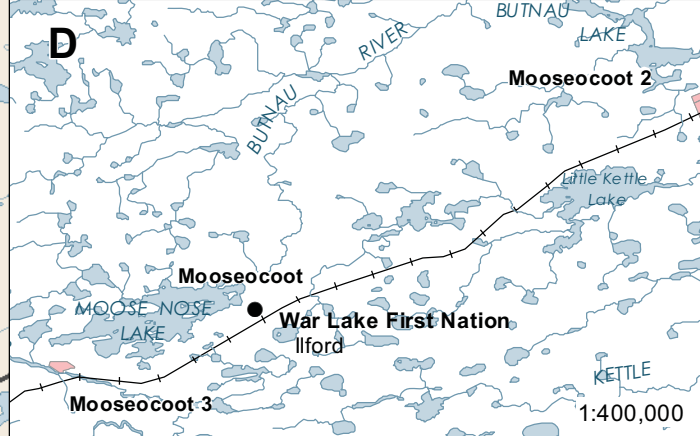 D
BUTNAU
LAKE
RIVER
Mooseocoot 2
BUTNAU
Little Kettle
Lake
Mooseocoot
MOOSE NOSE
LAKE
War Lake First Nation
Ilford
KETTLE
Mooseocoot 3
1:400,000